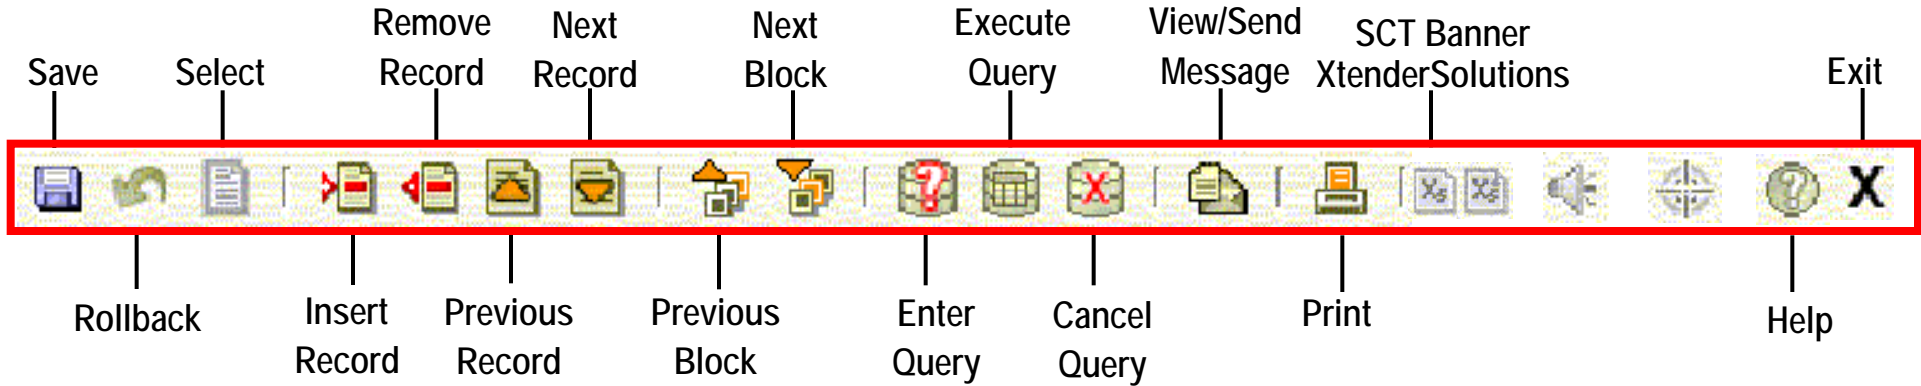 Save
Select
Remove
Record
Next
Record
Next
Block
Execute
Query
View/Send
Message
SCT Banner
XtenderSolutions
Exit
Rollback
Insert
Record
Previous
Record
Previous
Block
Enter
Query
Cancel
Query
Print
Help